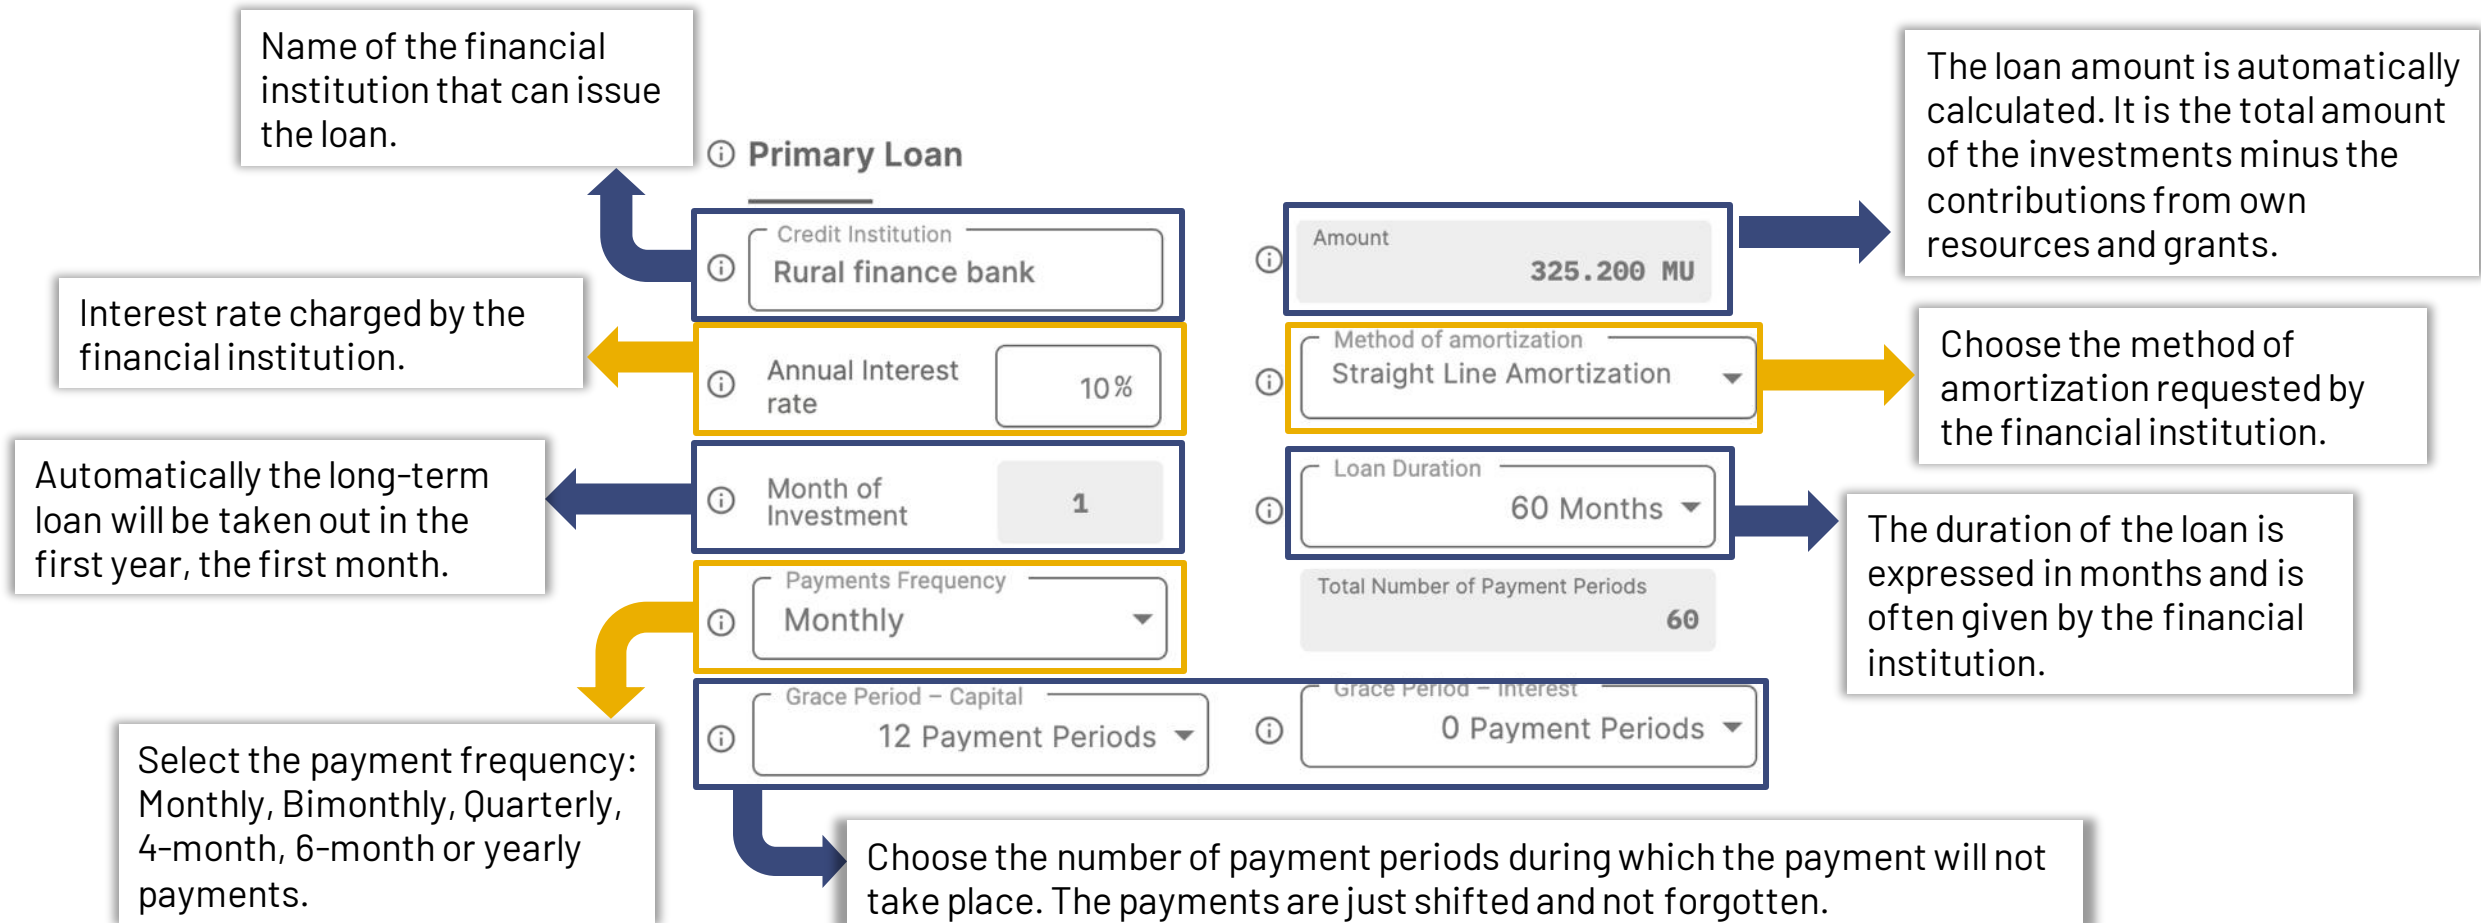 Name of the financial
institution that can issue
the loan.
Primary Loan
The loan amount is automatically
calculated. It is the total amount
of the investments minus the
contributions from own
resources and grants.
Credit Institution
Rural finance bank
Amount
325.200 MU
Interest rate charged by the
financial institution.
Annual Interest
rate
10%
Method of amortization
Straight Line Amortization
Choose the method of
amortization requested by
the financial institution.
Automatically the long-term
loan will be taken out in the
first year, the first month.
Month of
Investment
1
Loan Duration
60 Months
The duration of the loan is
expressed in months and is
often given by the financial
institution.
Payments Frequency
Monthly
Total Number of Payment Periods
60
Grace Period – Capital
12 Payment Periods
Grace Period – Interest
0 Payment Periods
Select the payment frequency:
Monthly, Bimonthly, Quarterly,
4-month, 6-month or yearly
payments.
Choose the number of payment periods during which the payment will not
take place. The payments are just shifted and not forgotten.